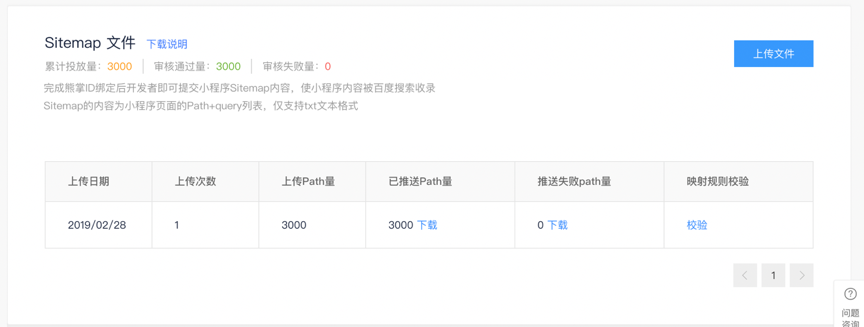 Sitemap 文件 下载说明
上传文件
累计投放量：3000 审核通过量：3000 审核失败量：0
完成熊掌ID绑定后开发者即可提交小程序Sitemap内容，使小程序内容被百度搜索收录
Sitemap的内容为小程序页面的Path+query列表，仅支持txt文本格式
上传日期 上传次数 上传Path量 已推送Path量 推送失败path量 映射规则校验
2019/02/28 1 3000 3000 下载 0 下载 校验
1
问题
咨询